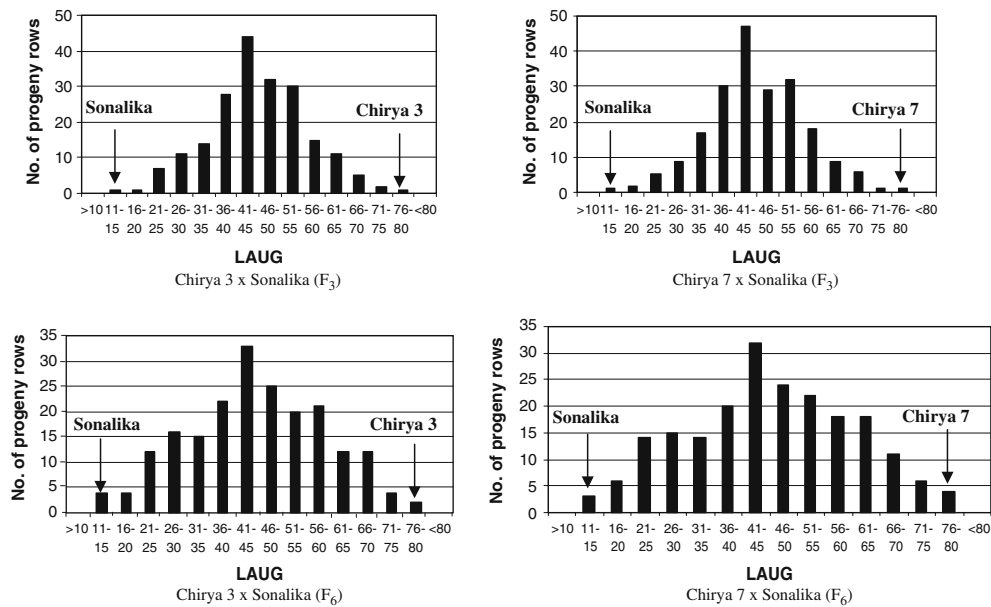 50
40
30
20
10
0
No. of progeny rows
Sonalika
Chirya 3
>10 11- 16- 21- 26- 31- 36- 41- 46- 51- 56- 61- 66- 71- 76- <80
15 20 25 30 35 40 45 50 55 60 65 70 75 80
LAUG
Chirya 3 x Sonalika (F3)
50
40
30
20
10
0
No. of progeny rows
Sonalika
Chirya 7
>10 11- 16- 21- 26- 31- 36- 41- 46- 51- 56- 61- 66- 71- 76- <80
15 20 25 30 35 40 45 50 55 60 65 70 75 80
LAUG
Chirya 7 x Sonalika (F3)
35
30
25
20
15
10
5
0
No. of progeny rows
Sonalika
Chirya 3
>10 11- 16- 21- 26- 31- 36- 41- 46- 51- 56- 61- 66- 71- 76- <80
15 20 25 30 35 40 45 50 55 60 65 70 75 80
LAUG
Chirya 3 x Sonalika (F6)
35
30
25
20
15
10
5
0
No. of progeny rows
Sonalika
Chirya 7
>10 11- 16- 21- 26- 31- 36- 41- 46- 51- 56- 61- 66- 71- 76- <80
15 20 25 30 35 40 45 50 55 60 65 70 75 80
LAUG
Chirya 7 x Sonalika (F6)